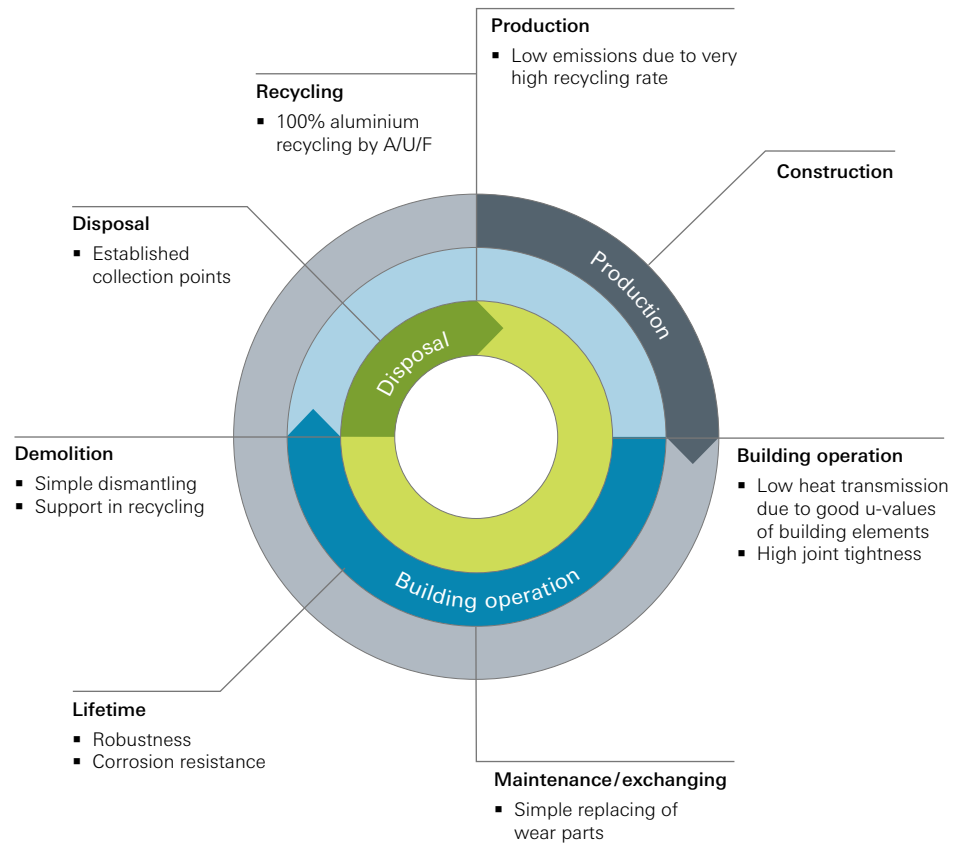 Production
▪ Low emissions due to very
high recycling rate
Recycling
▪ 100% aluminium
recycling by A/U/F
Construction
Disposal
▪ Established
collection points
Production
Disposal
Demolition
▪ Simple dismantling
▪ Support in recycling
Building operation
▪ Low heat transmission
due to good u-values
of building elements
▪ High joint tightness
Building operation
Lifetime
▪ Robustness
▪ Corrosion resistance
Maintenance/exchanging
▪ Simple replacing of
wear parts